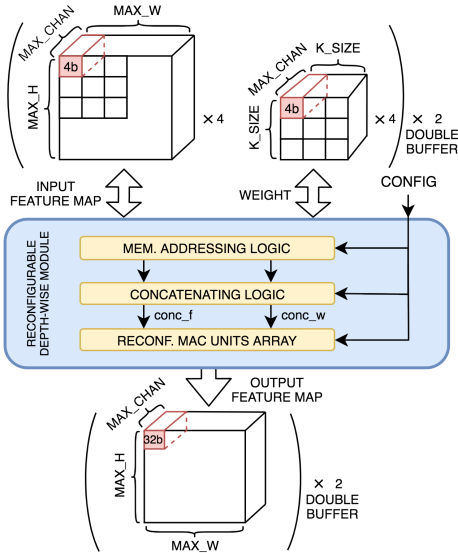 MAX_W
MAX_CHAN
4b
MAX_H
× 4
K_SIZE
MAX_CHAN
4b
K_SIZE
× 4
× 2
DOUBLE
BUFFER
INPUT
FEATURE MAP
WEIGHT
CONFIG
RECONFIGURABLE
DEPTH-WISE MODULE
MEM. ADDRESSING LOGIC
CONCATENATING LOGIC
conc_f
conc_w
RECONF. MAC UNITS ARRAY
OUTPUT
FEATURE MAP
MAX_CHAN
32b
MAX_H
MAX_W
× 2
DOUBLE
BUFFER